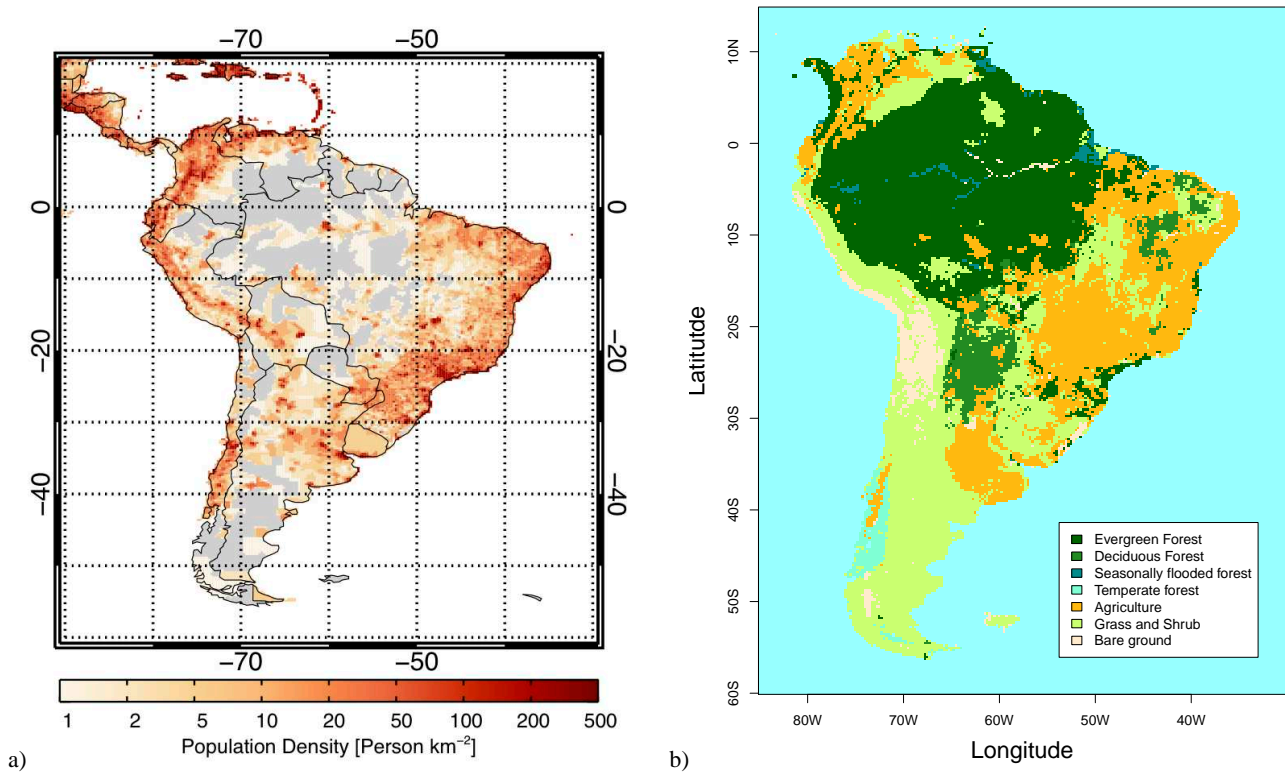 −70 −50
0 0
−20 −20
−40 −40
−70 −50
1 2 5 10 20 50 100 200 500
Population Density [Person km−2]
a)
10N
0
10S
20S
30S
40S
50S
60S
Latitutde
Evergreen Forest
Deciduous Forest
Seasonally flooded forest
Temperate forest
Agriculture
Grass and Shrub
Bare ground
80W 70W 60W 50W 40W
Longitude
b)